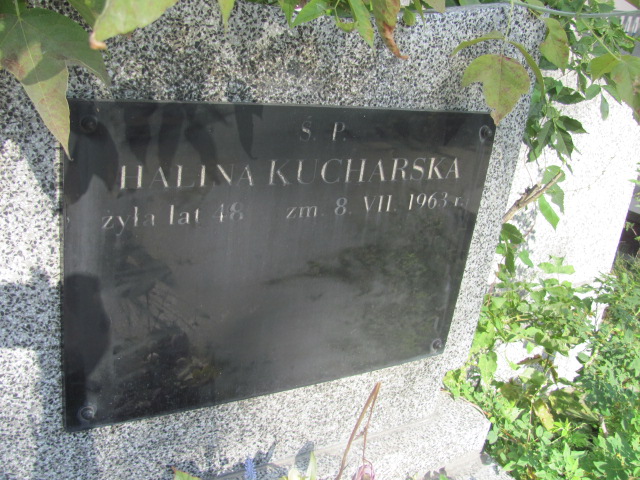 Ś. P.
HALINA KUCHARSKA
żyła lat 48 zm. 8. VII. 1963 r.